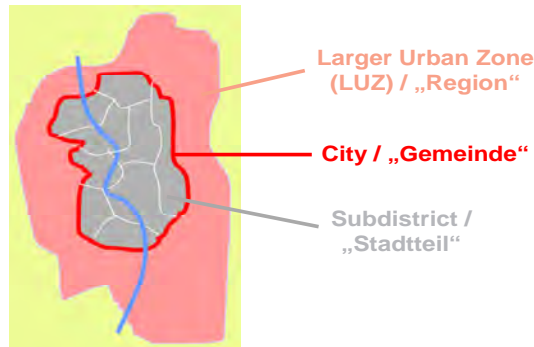 Larger Urban Zone
(LUZ) / „Region“
City / „Gemeinde“
Subdistrict /
„Stadtteil“